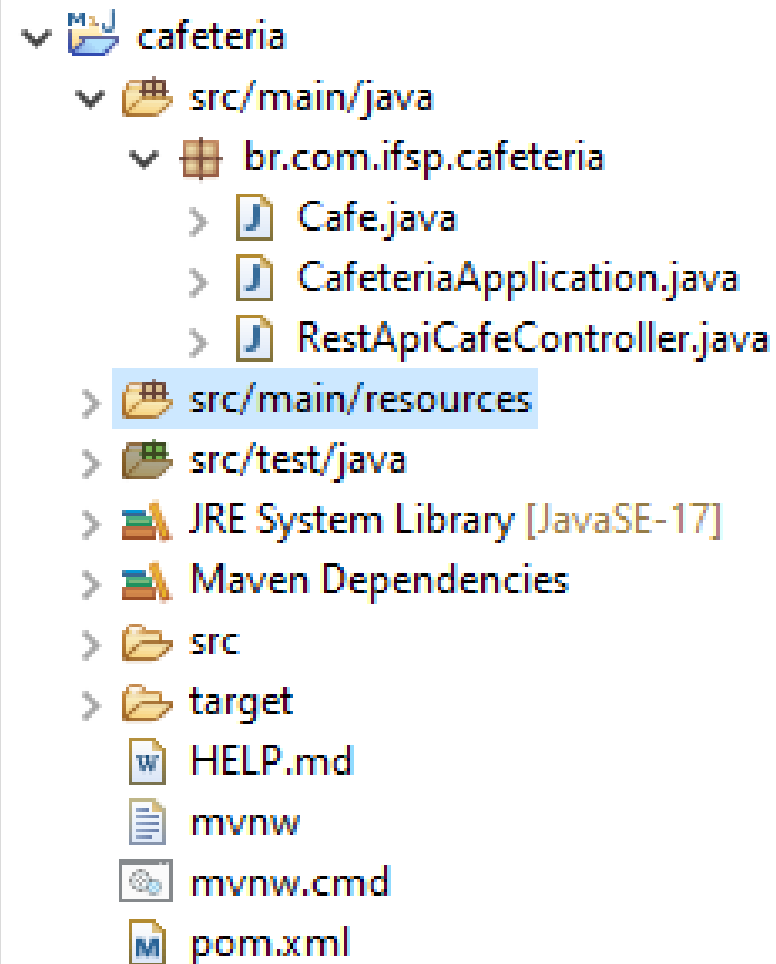 cafeteria
src/main/java
br.com.ifsp.cafeteria
Cafe.java
CafeteriaApplication.java
RestApiCafeController.java
src/main/resources
src/test/java
JRE System Library [JavaSE-17]
Maven Dependencies
src
target
HELP.md
mvnw
mvnw.cmd
pom.xml